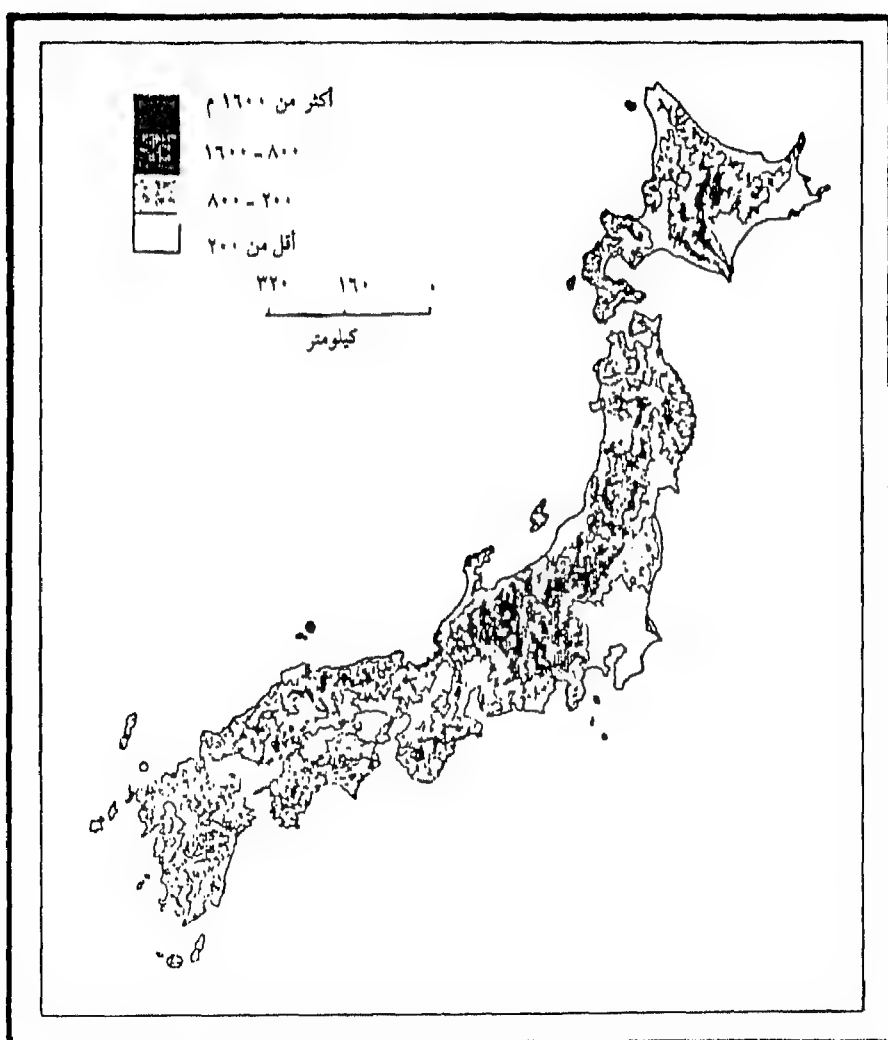 أكثر من ١٦٠٠ م
٨٠٠ - ١٦٠٠
٢٠٠ - ٨٠٠
أقل من ٢٠٠
٣٢٠ ١٦٠ ٠
كيلومتر